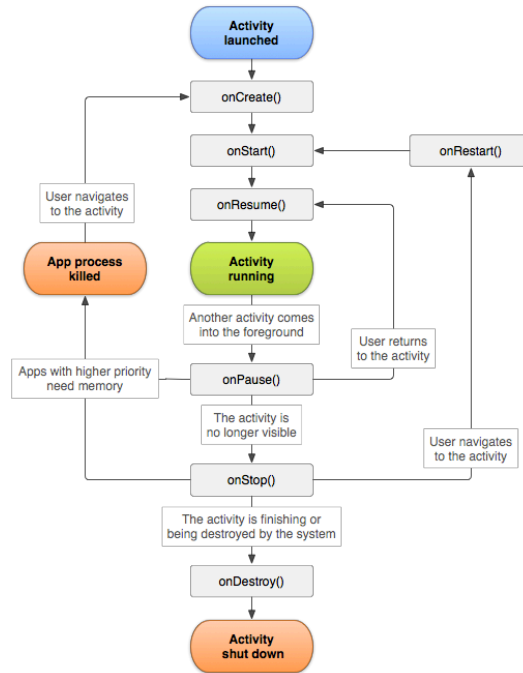 Activity
launched
onCreate()
onStart()
onRestart()
User navigates
to the activity
onResume()
App process
killed
Activity
running
Another activity comes
into the foreground
User returns
to the activity
Apps with higher priority
need memory
onPause()
The activity is
no longer visible
User navigates
to the activity
onStop()
The activity is finishing or
being destroyed by the system
onDestroy()
Activity
shut down